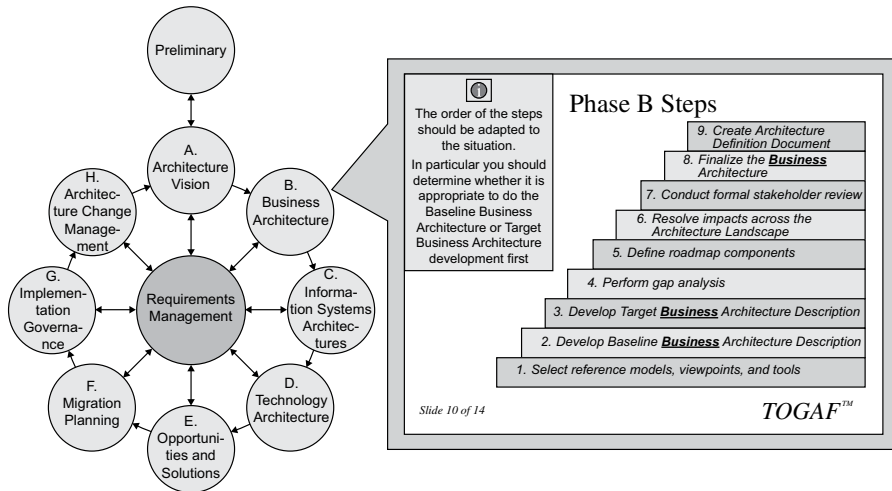 Preliminary
A.
Architecture
Vision
B.
Business
Architecture
C.
Information
Systems
Architec-
tures
D.
Technology
Architecture
E.
Opportuni-
ties and
Solutions
F.
Migration
Planning
G.
Implemen-
tation
Governa-
nce
H.
Architec-
ture Change
Manage-
ment
Requirements
Management
The order of the steps
should be adapted to
the situation.
In particular you should
determine whether it is
appropriate to do the
Baseline Business
Architecture or Target
Business Architecture
development first
Phase B Steps
9. Create Architecture
Definition Document
8. Finalize the Business
Architecture
7. Conduct formal stakeholder review
6. Resolve impacts across the
Architecture Landscape
5. Define roadmap components
4. Perform gap analysis
3. Develop Target Business Architecture Description
2. Develop Baseline Business Architecture Description
1. Select reference models, viewpoints, and tools
Slide 10 of 14
TOGAF™